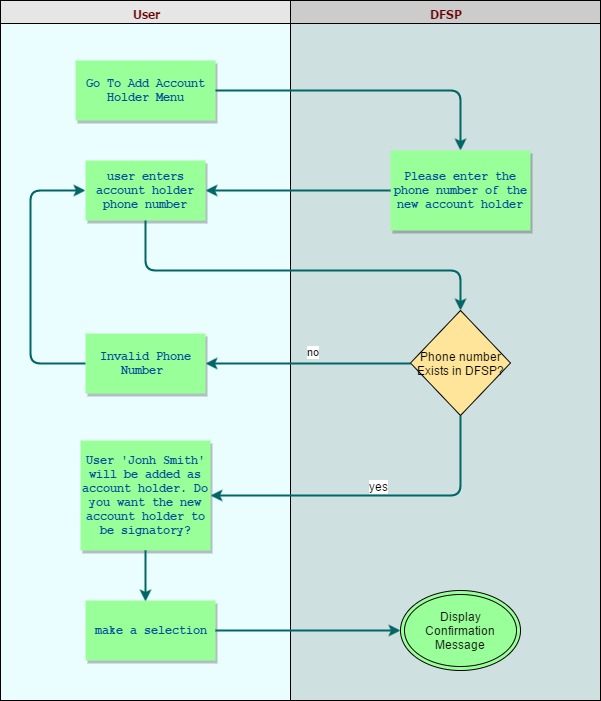 User
DFSP
Go To Add Account
Holder Menu
Please enter the
phone number of the
new account holder
user enters
account holder
phone number
no
Invalid Phone
Number
Phone number
Exists in DFSP?
yes
User 'Jonh Smith'
will be added as
account holder. Do
you want the new
account holder to
be signatory?
make a selection
Display
Confirmation
Message